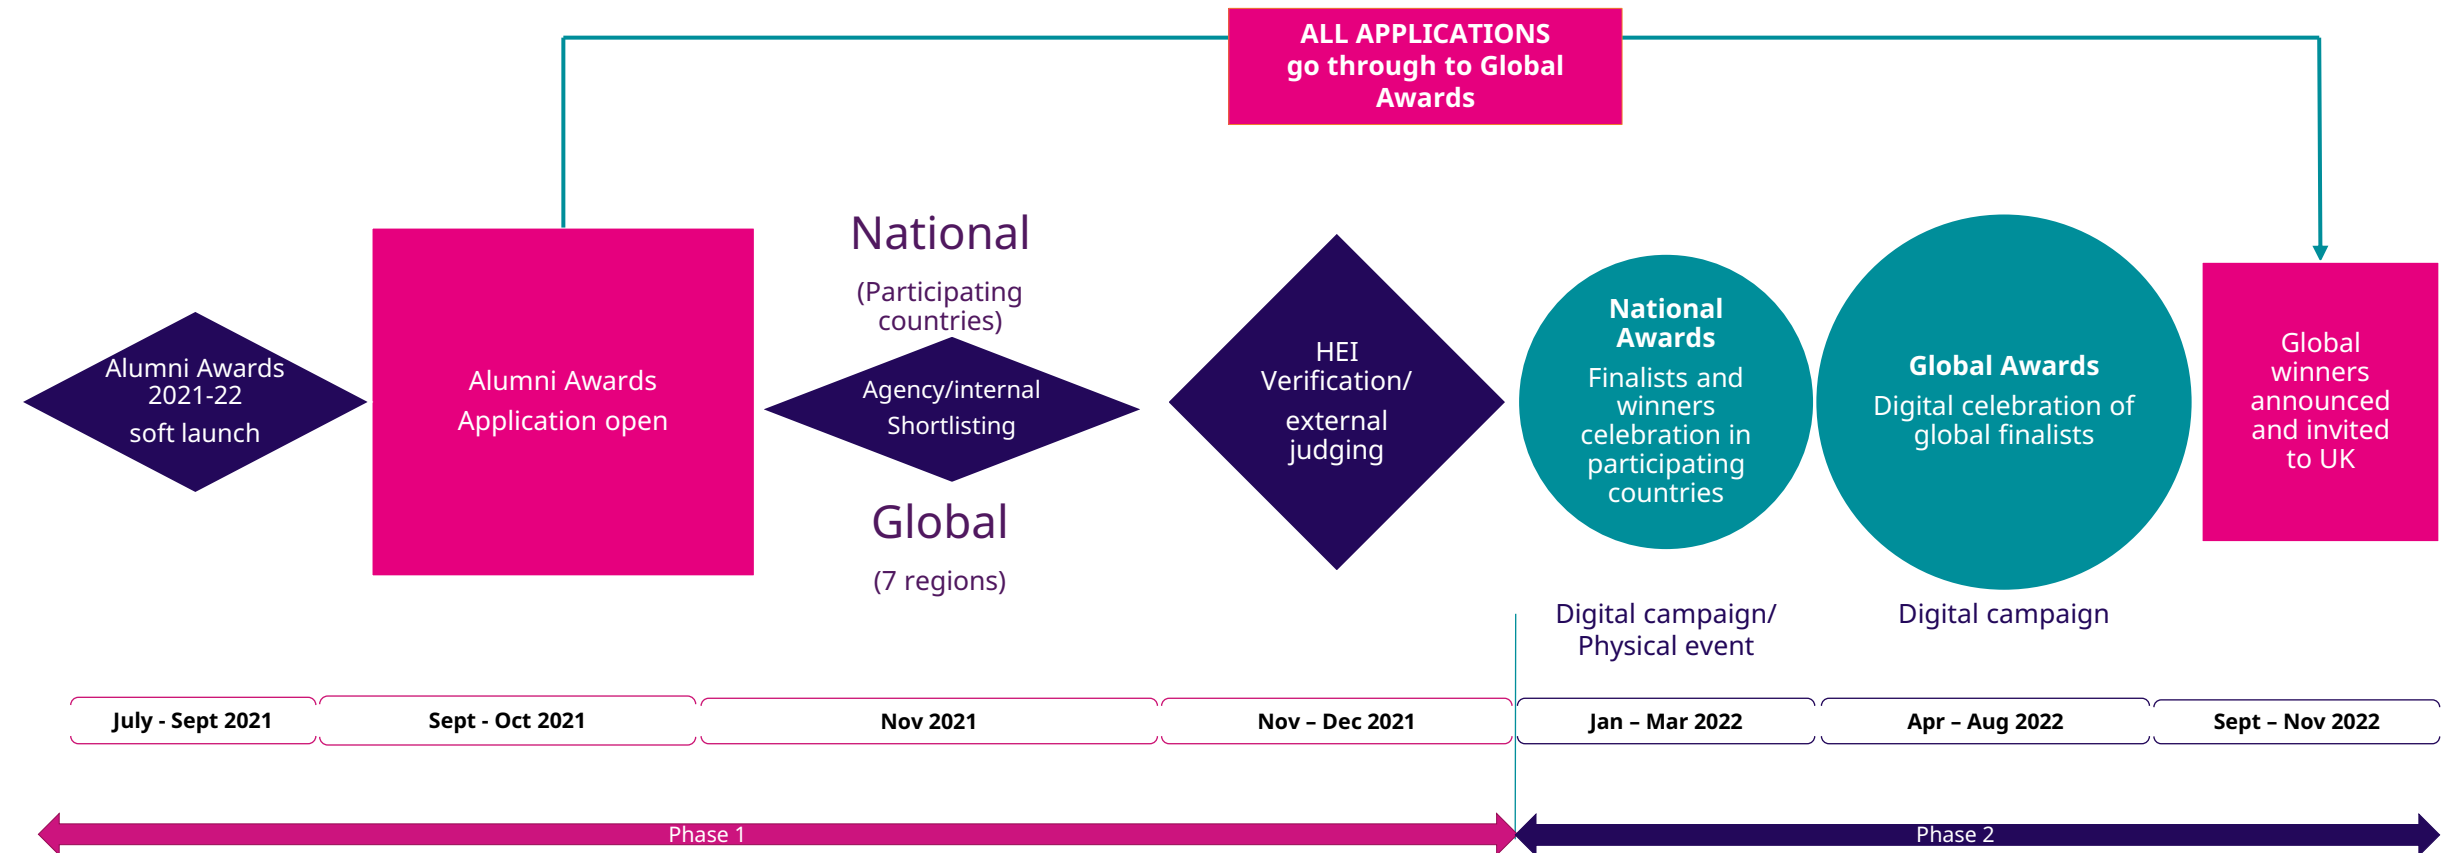 ALL APPLICATIONS
go through to Global
Awards
Alumni Awards
2021-22
soft launch
Alumni Awards
Application open
National
(Participating
countries)
Agency/internal
Shortlisting
Global
(7 regions)
HEI
Verification/
external
judging
National
Awards
Finalists and
winners
celebration in
participating
countries
Digital campaign/
Physical event
Global Awards
Digital celebration of
global finalists
Digital campaign
Global
winners
announced
and invited
to UK
July - Sept 2021
Sept - Oct 2021
Nov 2021
Nov – Dec 2021
Jan – Mar 2022
Apr – Aug 2022
Sept – Nov 2022
Phase 1
Phase 2